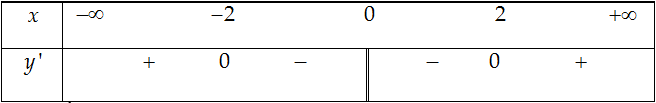 x −∞ −2 0 2 +∞
y' + 0 − − 0 +